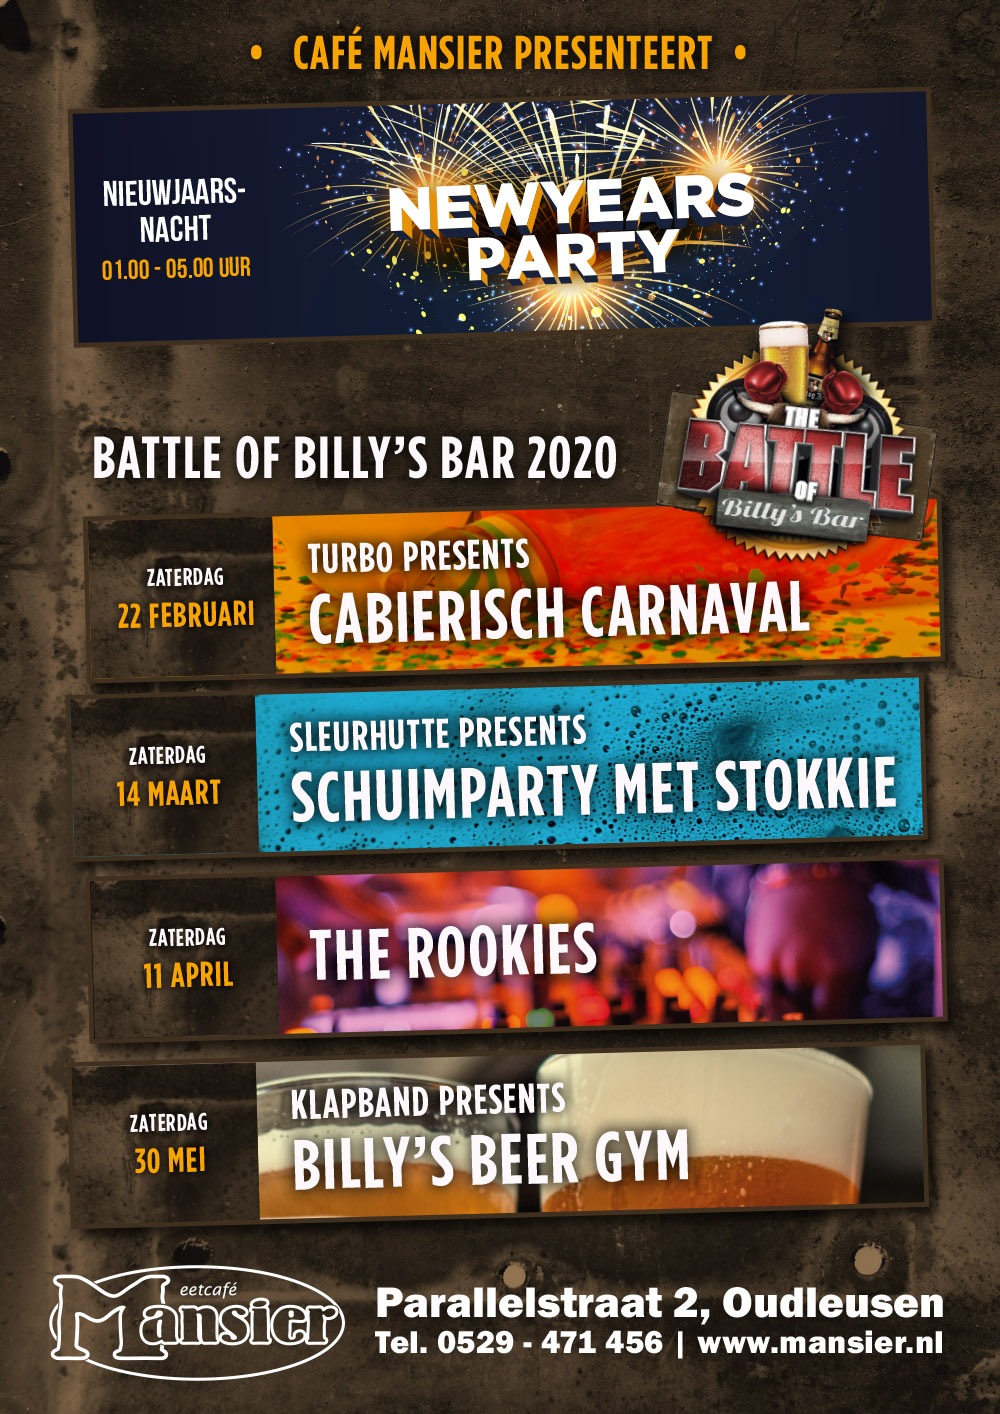 • CAFÉ MANSIER PRESENTEERT •
NIEUWJAARS-
NACHT
01.00 - 05.00 UUR
NEWYEARS
PARTY
THE
BATTLE
OF
Billy's Bar
BATTLE OF BILLY'S BAR 2020
ZATERDAG
22 FEBRUARI
TURBO PRESENTS
CABIERISCH CARNAVAL
ZATERDAG
14 MAART
SLEURHUTTE PRESENTS
SCHUIMPARTY MET STOKKIE
ZATERDAG
11 APRIL
THE ROOKIES
ZATERDAG
30 MEI
KLAPBAND PRESENTS
BILLY'S BEER GYM
eetcafé
Mansier
Parallelstraat 2, Oudleusen
Tel. 0529 - 471 456 | www.mansier.nl